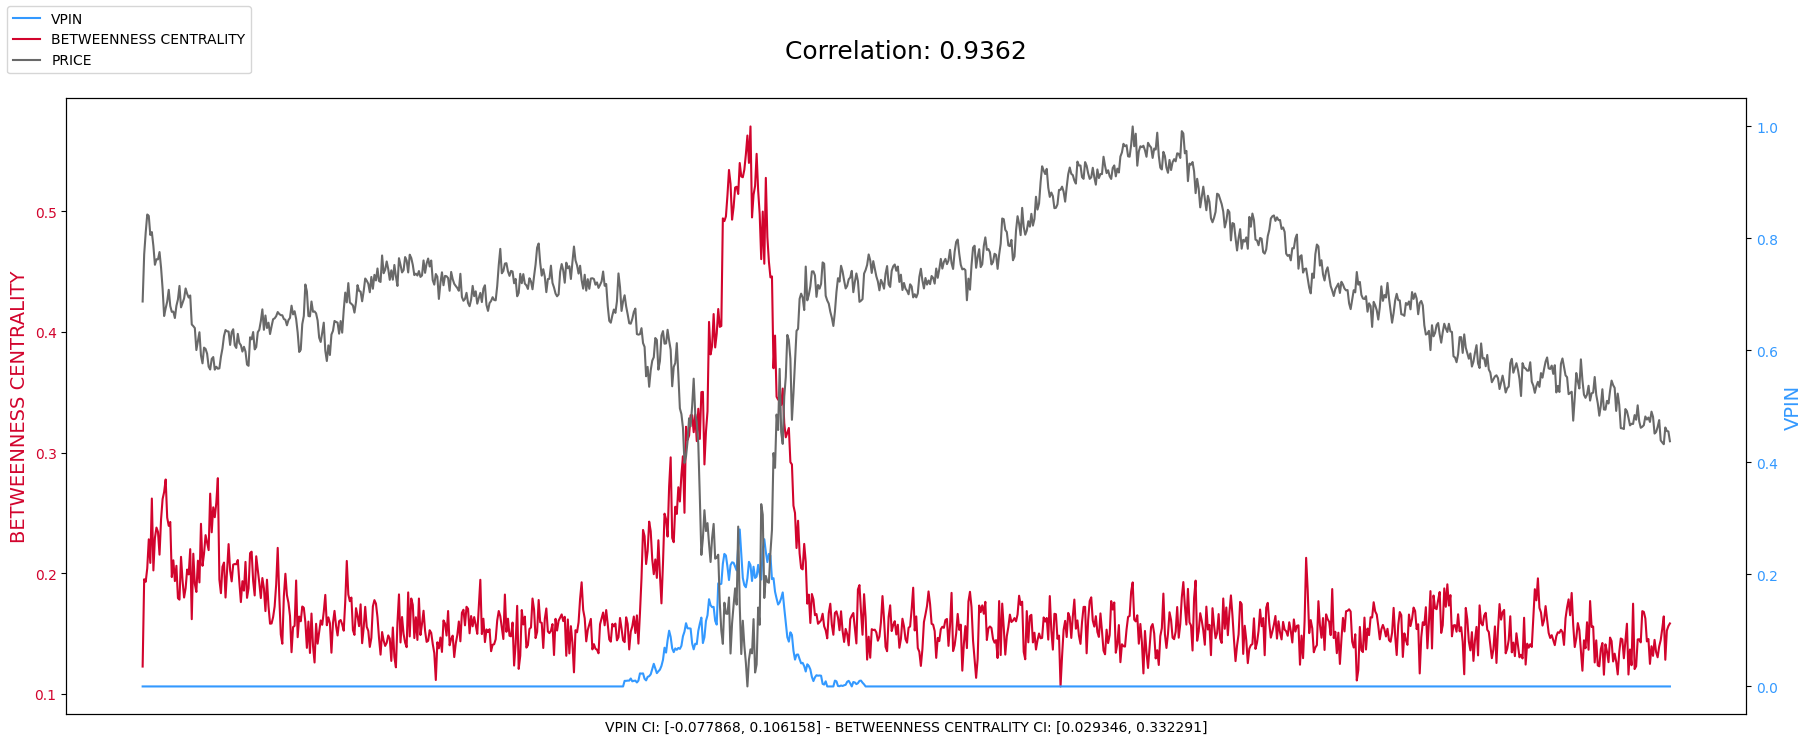 VPIN
BETWEENNESS CENTRALITY
PRICE
Correlation: 0.9362
BETWEENNESS CENTRALITY
0.5
0.4
0.3
0.2
0.1
1.0
0.8
0.6
0.4
0.2
0.0
VPIN
VPIN CI: [-0.077868, 0.106158] - BETWEENNESS CENTRALITY CI: [0.029346, 0.332291]